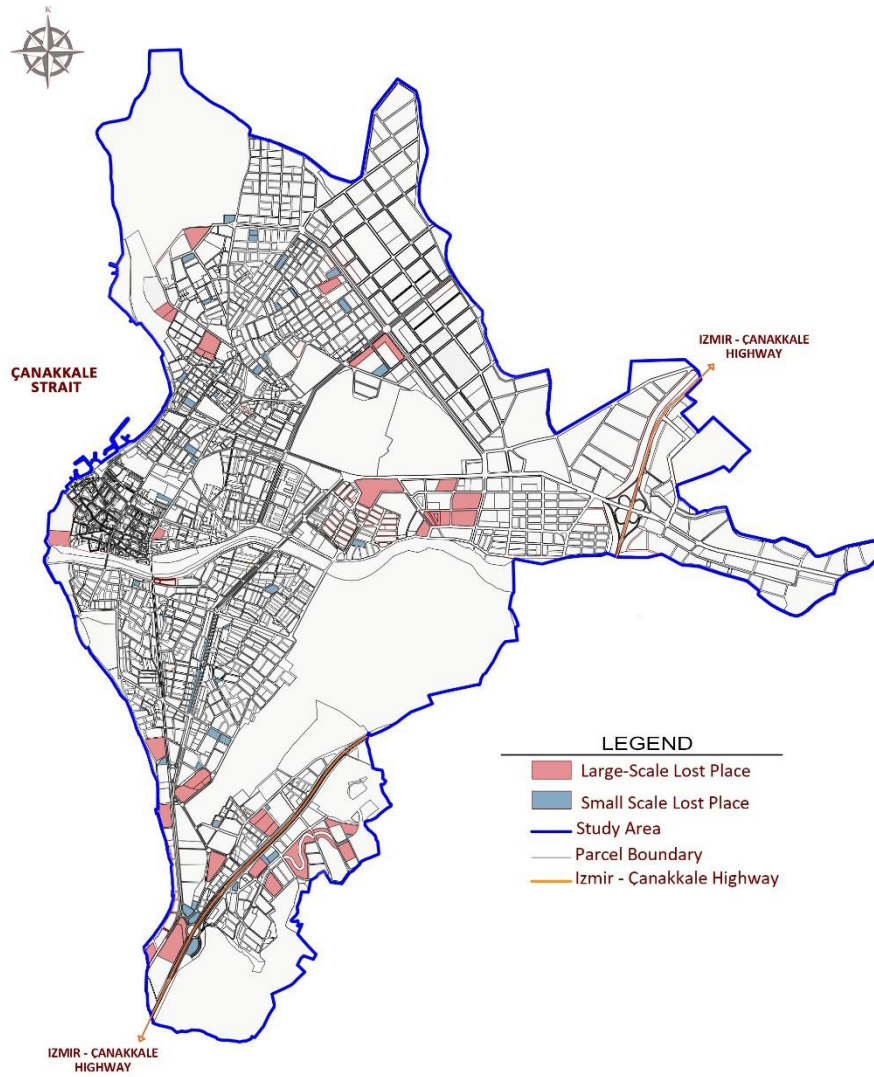 K
IZMIR - ÇANAKKALE
HIGHWAY
ÇANAKKALE
STRAIT
LEGEND
Large-Scale Lost Place
Small Scale Lost Place
Study Area
Parcel Boundary
Izmir - Çanakkale Highway
IZMIR - ÇANAKKALE
HIGHWAY